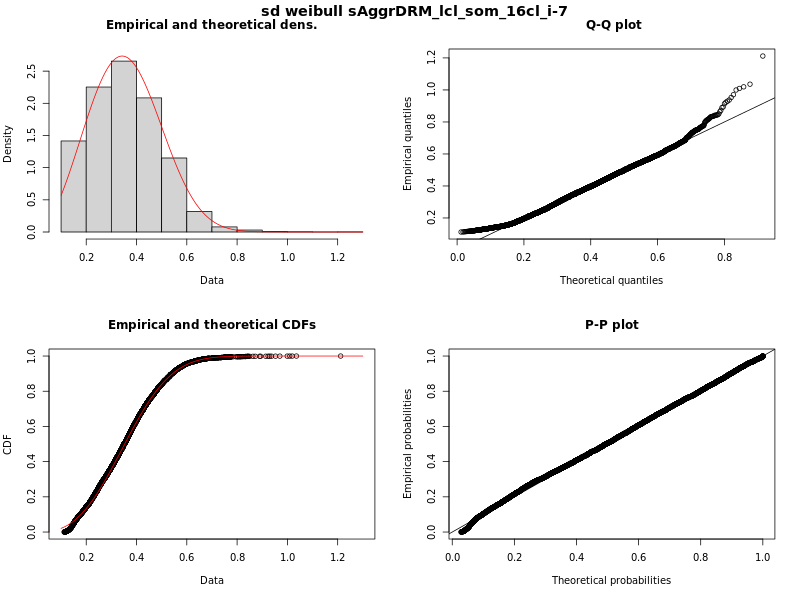 sd weibull sAggrDRM_lcl_som_16cl_i-7
Empirical and theoretical dens.
Density
0.0 0.5 1.0 1.5 2.0 2.5
0.2 0.4 0.6 0.8 1.0 1.2
Data
Q-Q plot
Empirical quantiles
0.2 0.4 0.6 0.8 1.0 1.2
0.0 0.2 0.4 0.6 0.8
Theoretical quantiles
Empirical and theoretical CDFs
CDF
0.0 0.2 0.4 0.6 0.8 1.0
0.2 0.4 0.6 0.8 1.0 1.2
Data
P-P plot
Empirical probabilities
0.0 0.2 0.4 0.6 0.8 1.0
0.0 0.2 0.4 0.6 0.8 1.0
Theoretical probabilities